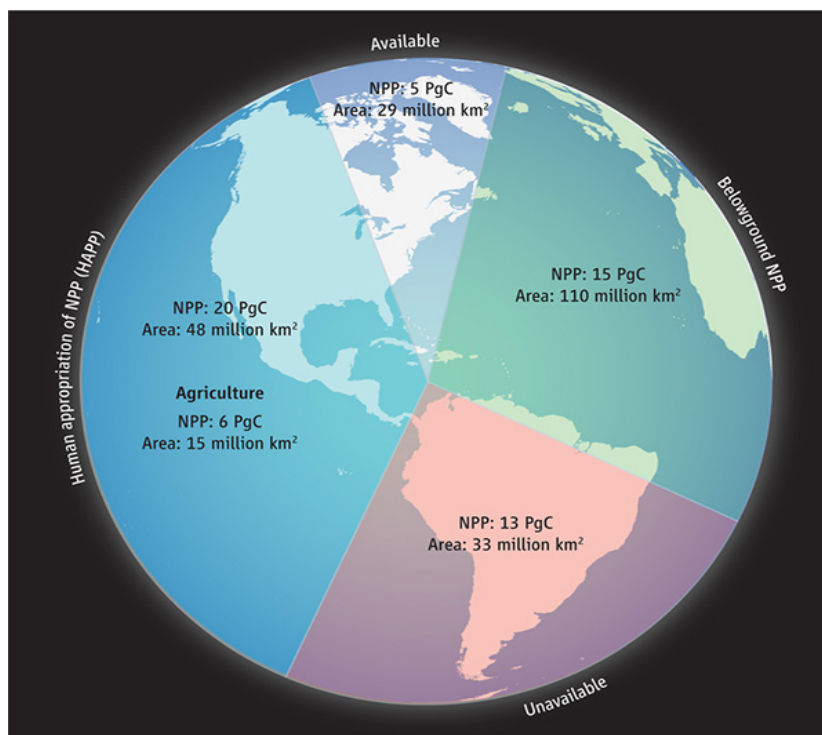 Available
NPP: 5 PgC
Area: 29 million km²
Belowground NPP
NPP: 15 PgC
Area: 110 million km²
Human appropriation of NPP (HAPP)
NPP: 20 PgC
Area: 48 million km²
Agriculture
NPP: 6 PgC
Area: 15 million km²
NPP: 13 PgC
Area: 33 million km²
Unavailable